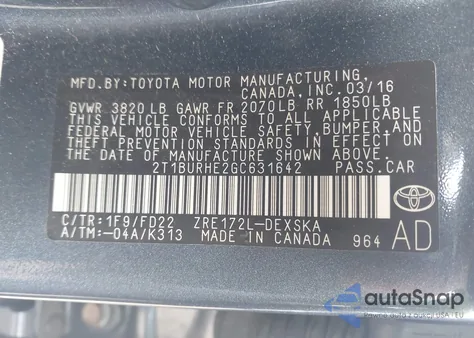 MFD.BY:TOYOTA MOTOR MANUFACTURING,
CANADA, INC. 03/16
GVWR 3820 LB GAWR FR 2070LB RR 1850LB
THIS VEHICLE CONFORMS TO ALL APPLICABLE
FEDERAL MOTOR VEHICLE SAFETY, BUMPER, AND
THEFT PREVENTION STANDARDS IN EFFECT ON
THE DATE OF MANUFACTURE SHOWN ABOVE.
2T1BURHE2GC631642 PASS.CAR
C/TR:1F9/FD22 ZRE172L-DEXSKA
A/TM:-04A/K313 MADE IN CANADA 964
AD
autoSnap